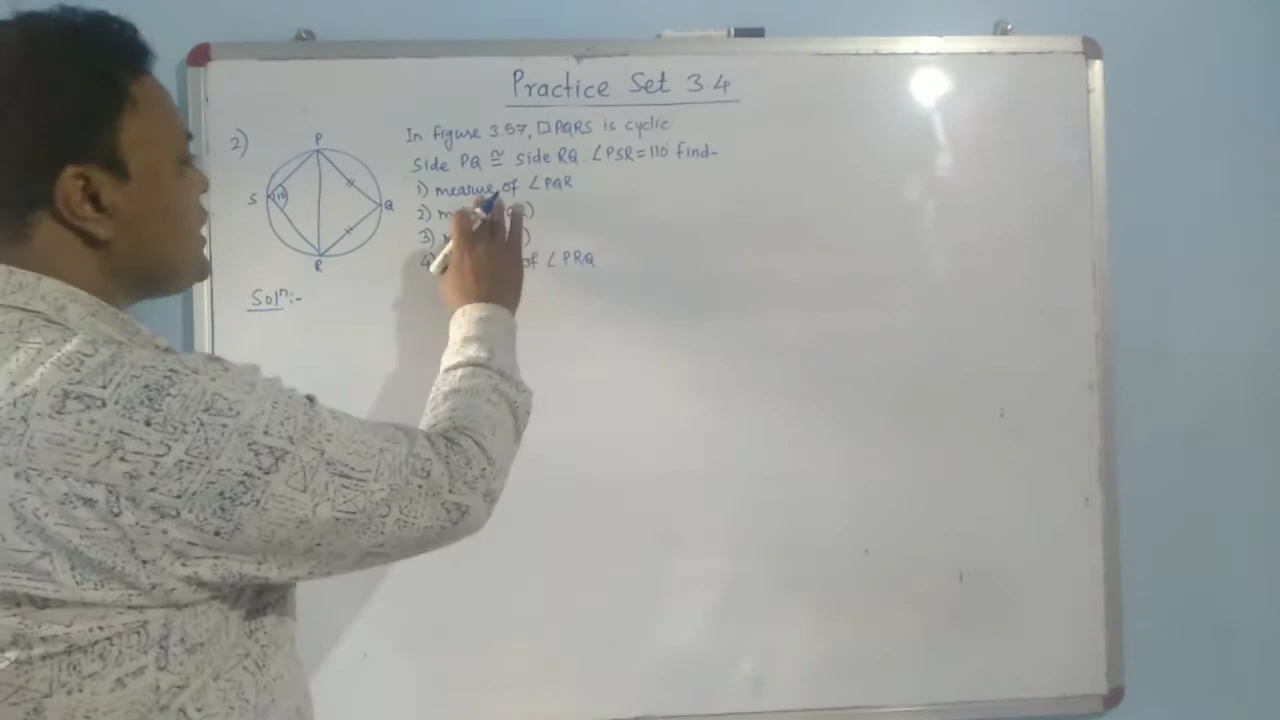 Practice Set 3.4
2)
In figure 3.57, □PQRS is cyclic
Side PQ ≅ side RQ. ∠PSR = 110° find-
1) measure of ∠PQR
2) m
3)
4) of ∠PRQ
P
S 110 Q
R
Solⁿ:-